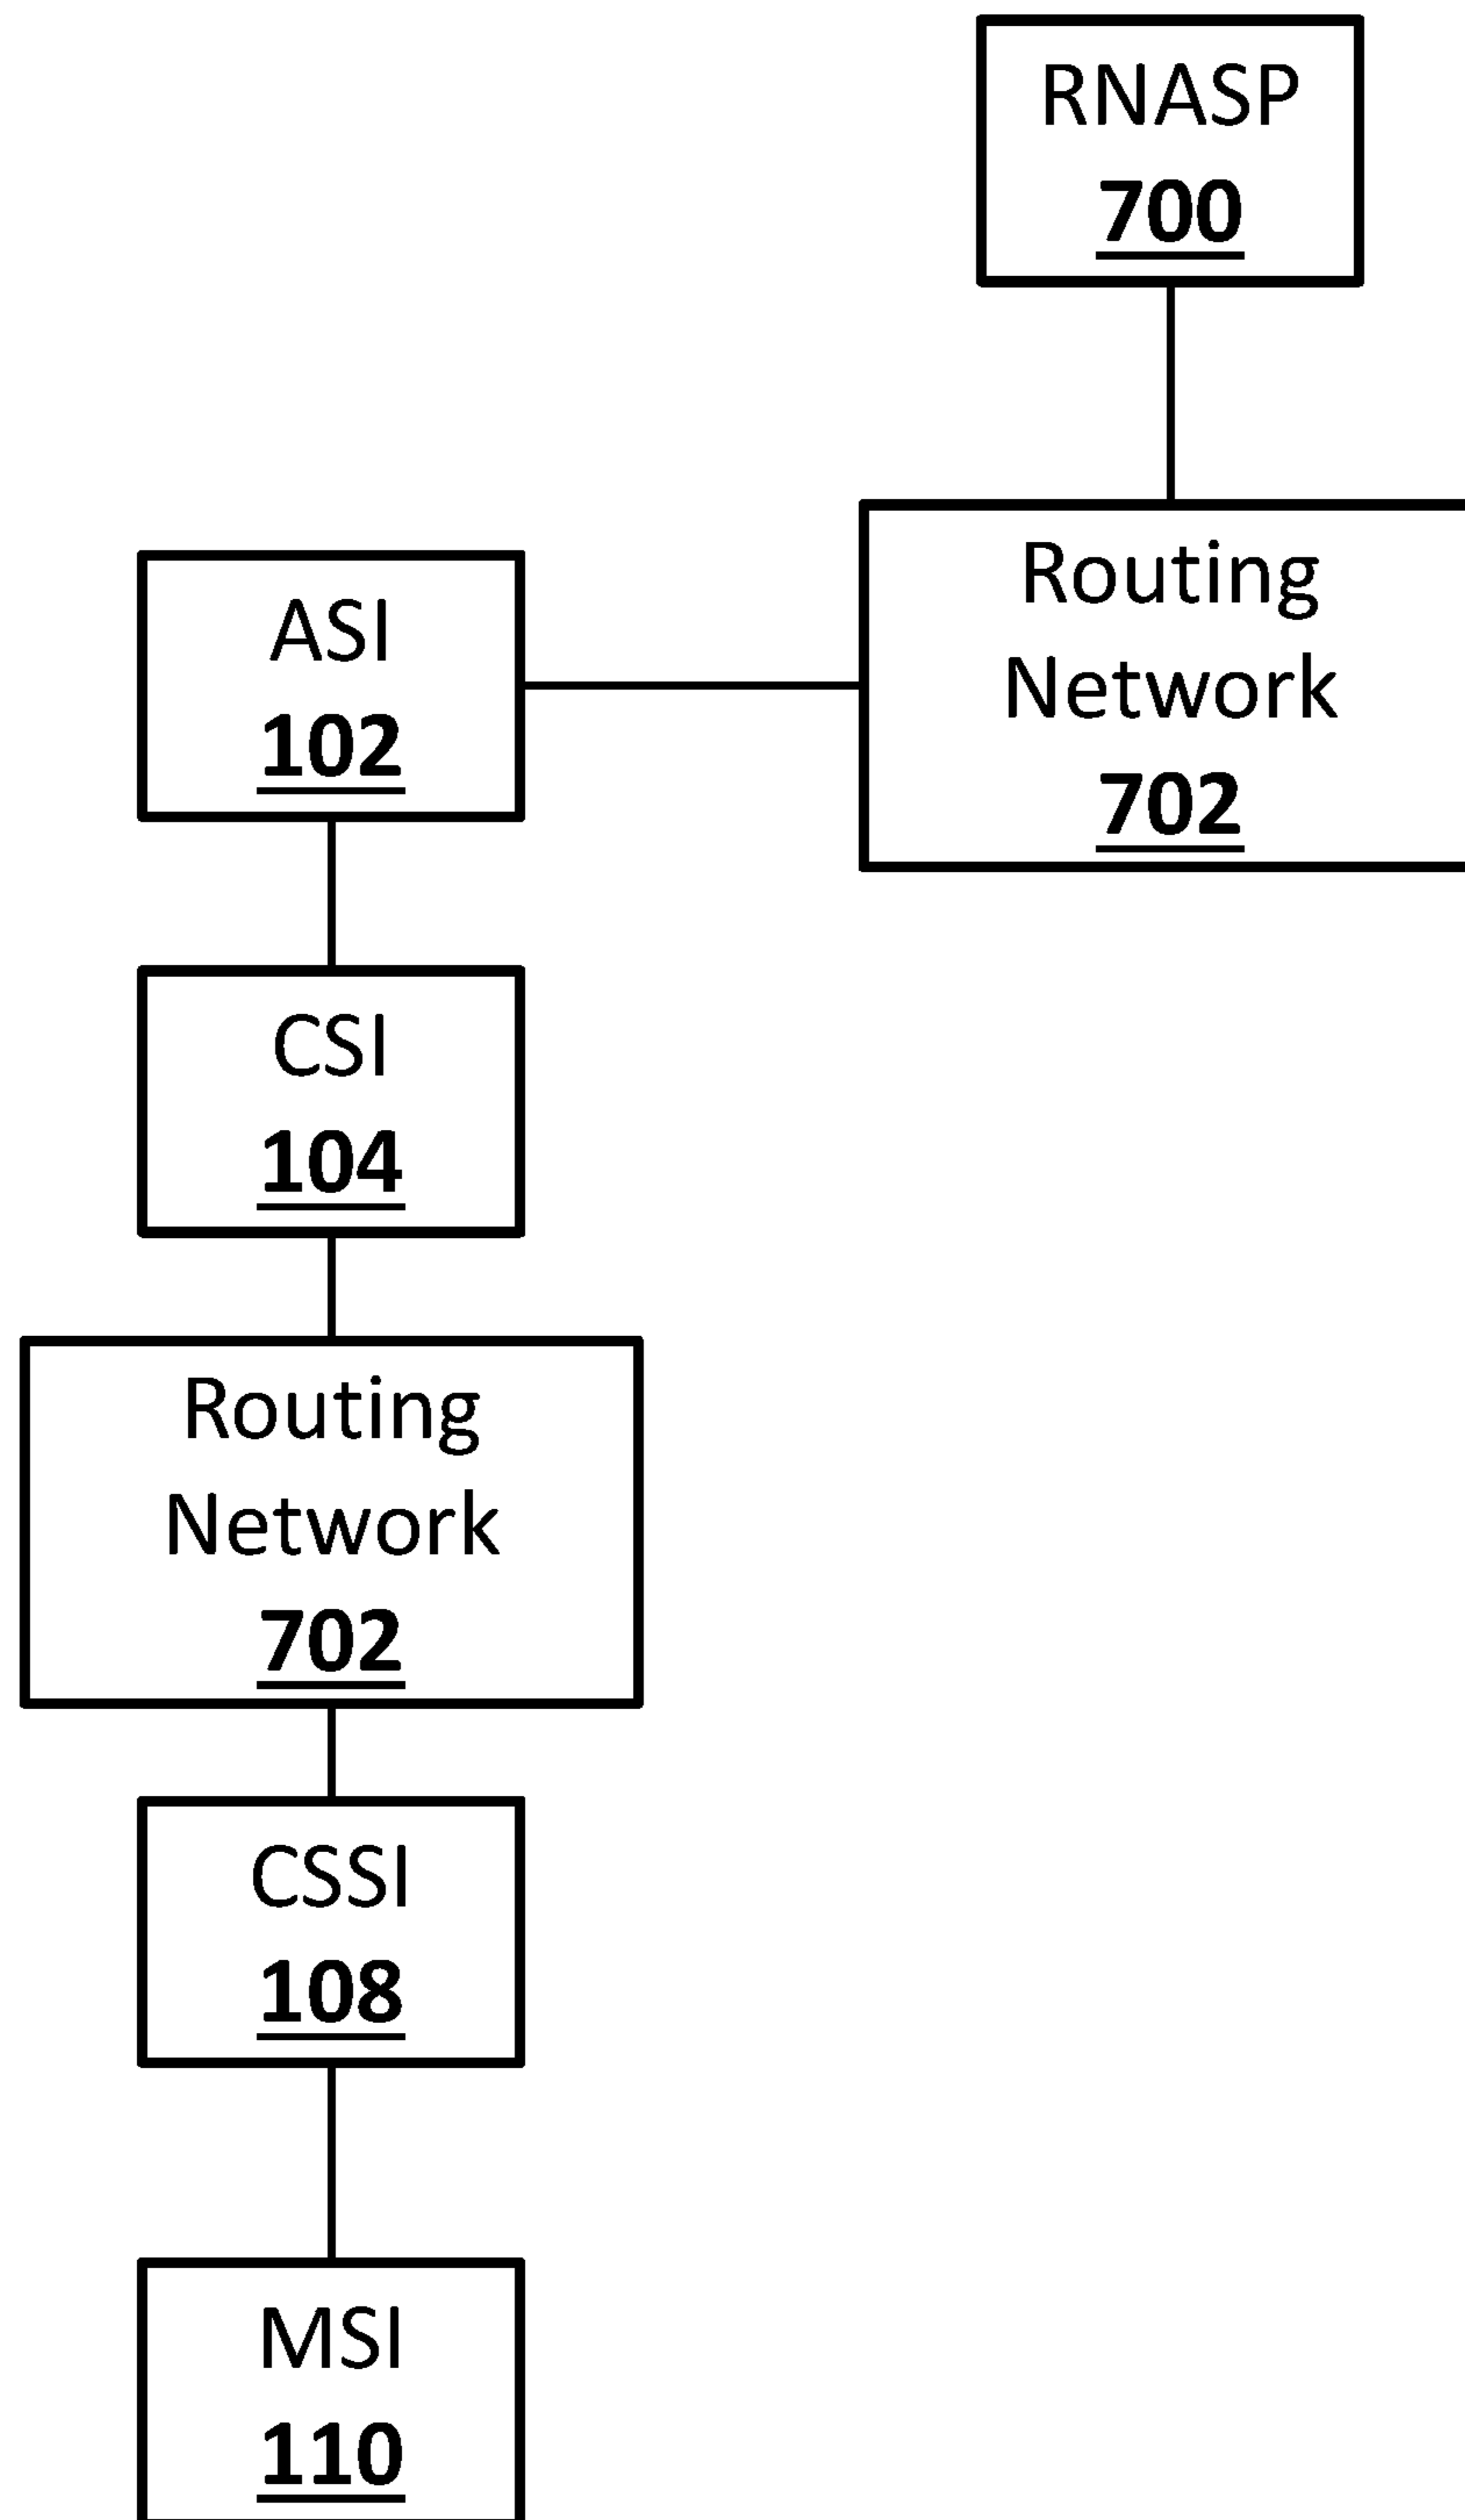 RNASP
700
Routing
Network
702
ASI
102
CSI
104
Routing
Network
702
CSSI
108
MSI
110